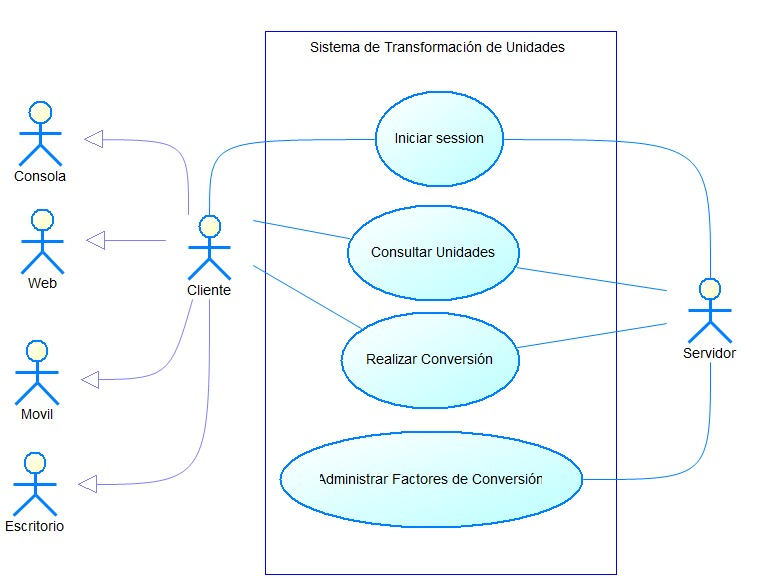 Sistema de Transformación de Unidades
Iniciar session
Consola
Consultar Unidades
Web
Cliente
Servidor
Realizar Conversión
Movil
Administrar Factores de Conversión
Escritorio